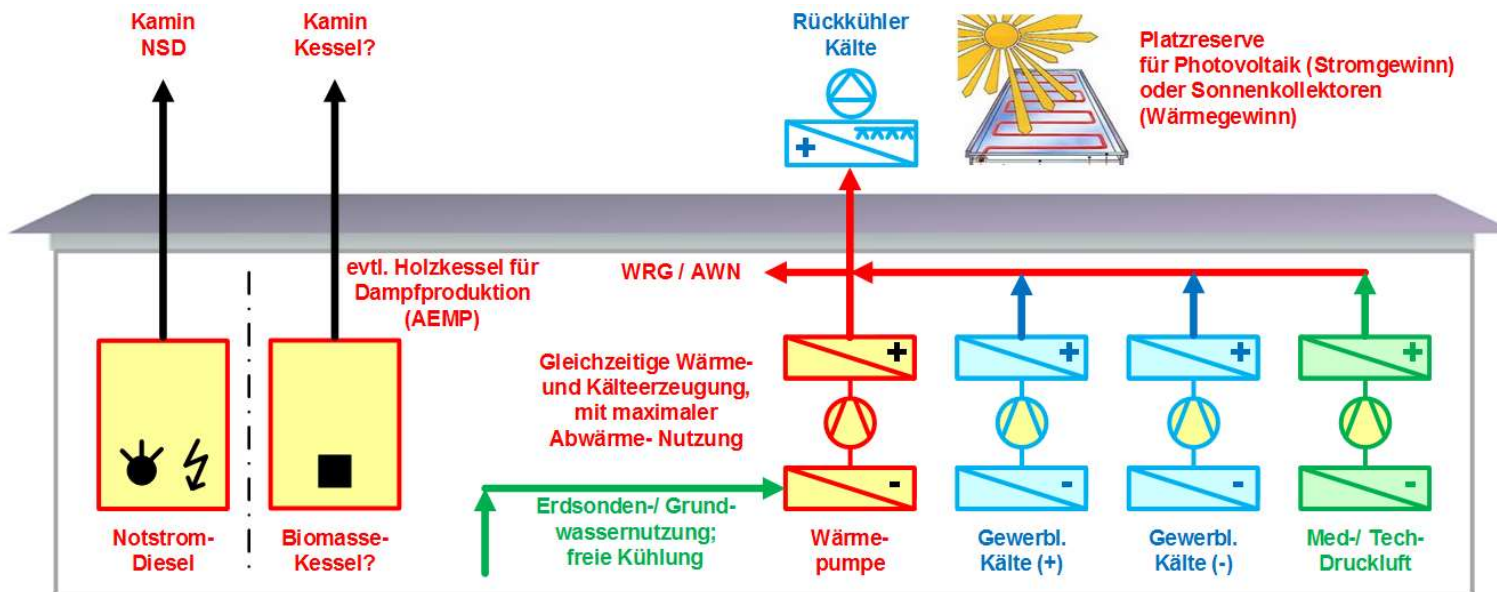 Kamin
NSD
Kamin
Kessel?
Rückkühler
Kälte
Platzreserve
für Photovoltaik (Stromgewinn)
oder Sonnenkollektoren
(Wärmegewinn)
+
evtl. Holzkessel für
Dampfproduktion
(AEMP)
WRG / AWN
Gleichzeitige Wärme-
und Kälteerzeugung,
mit maximaler
Abwärme- Nutzung
+
+
+
+
-
-
-
-
Erdsonden-/ Grund-
wassernutzung;
freie Kühlung
Notstrom-
Diesel
Biomasse-
Kessel?
Wärme-
pumpe
Gewerbl.
Kälte (+)
Gewerbl.
Kälte (-)
Med-/ Tech-
Druckluft